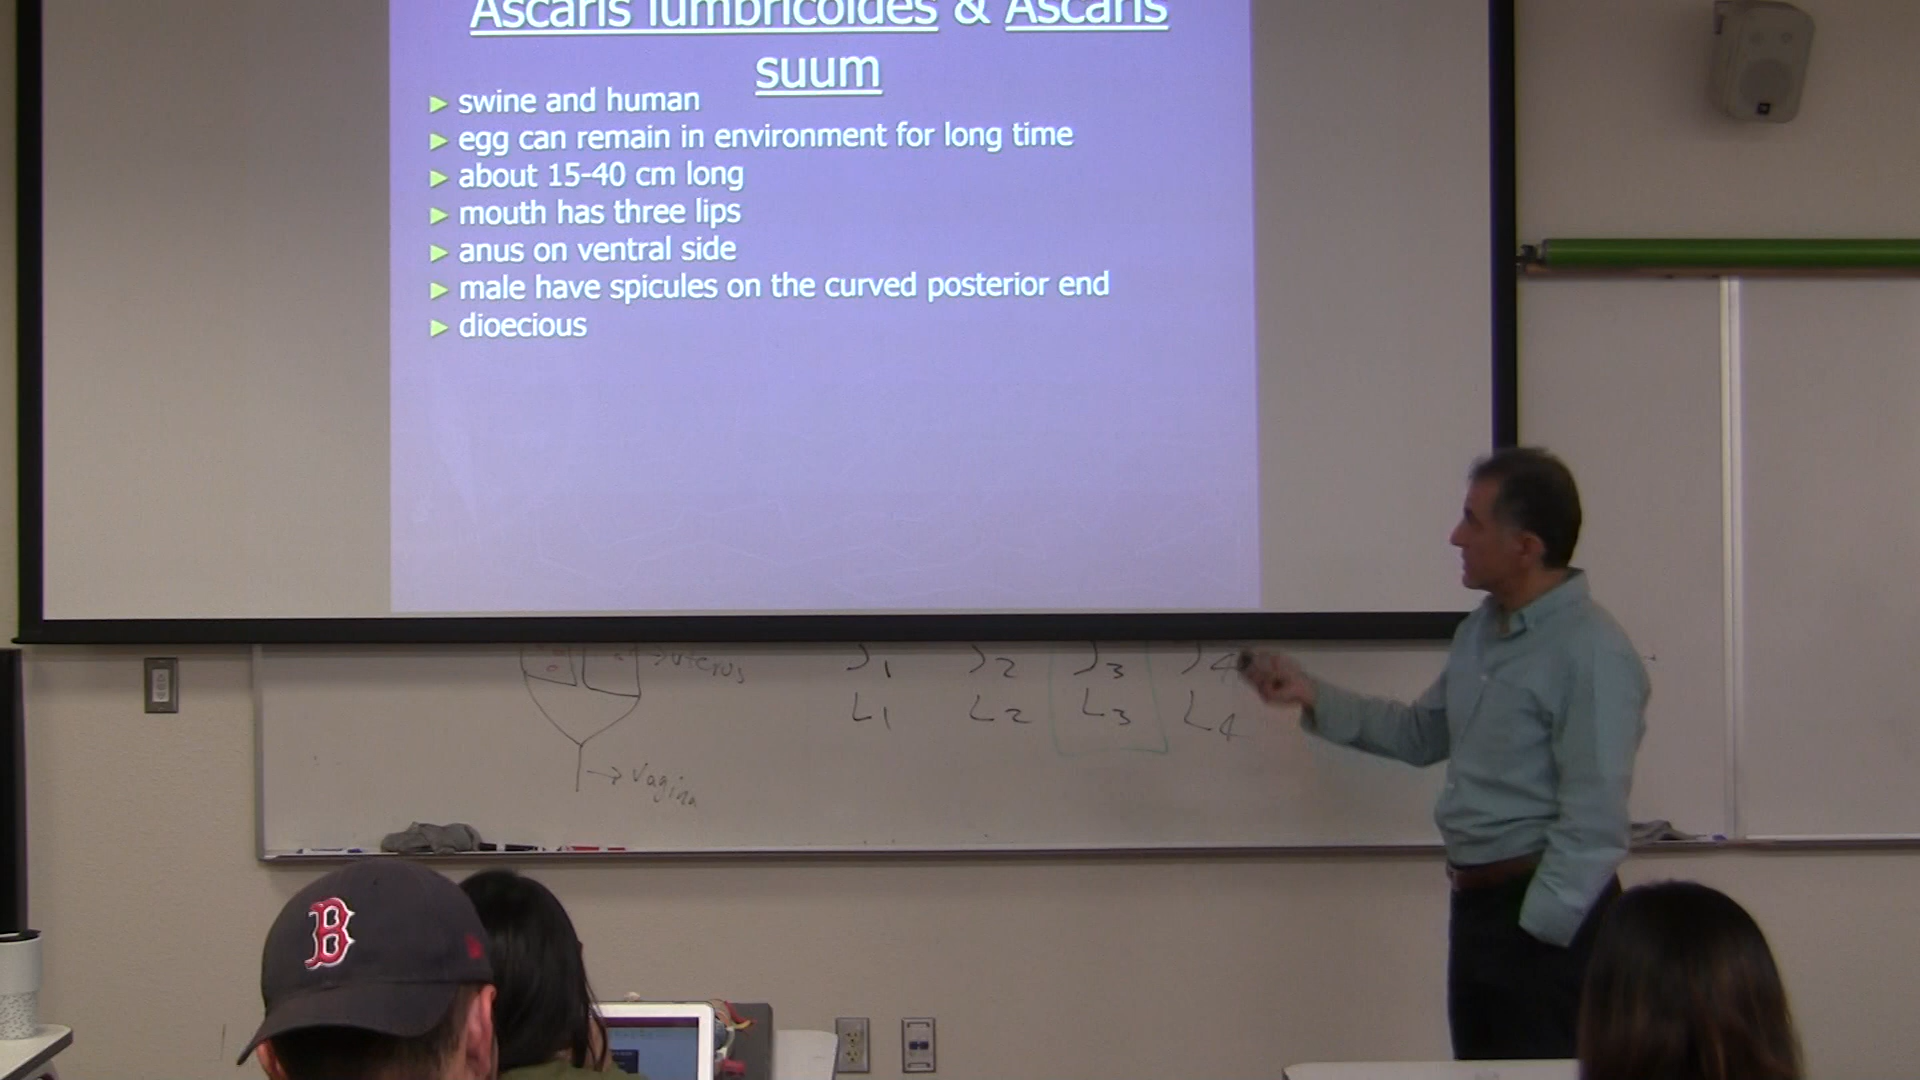 Ascaris lumbricoides & Ascaris
suum
► swine and human
► egg can remain in environment for long time
► about 15-40 cm long
► mouth has three lips
► anus on ventral side
► male have spicules on the curved posterior end
► dioecious
→ uterus
J1 J2 J3 J4
L1 L2 L3 L4
→ vagina
B